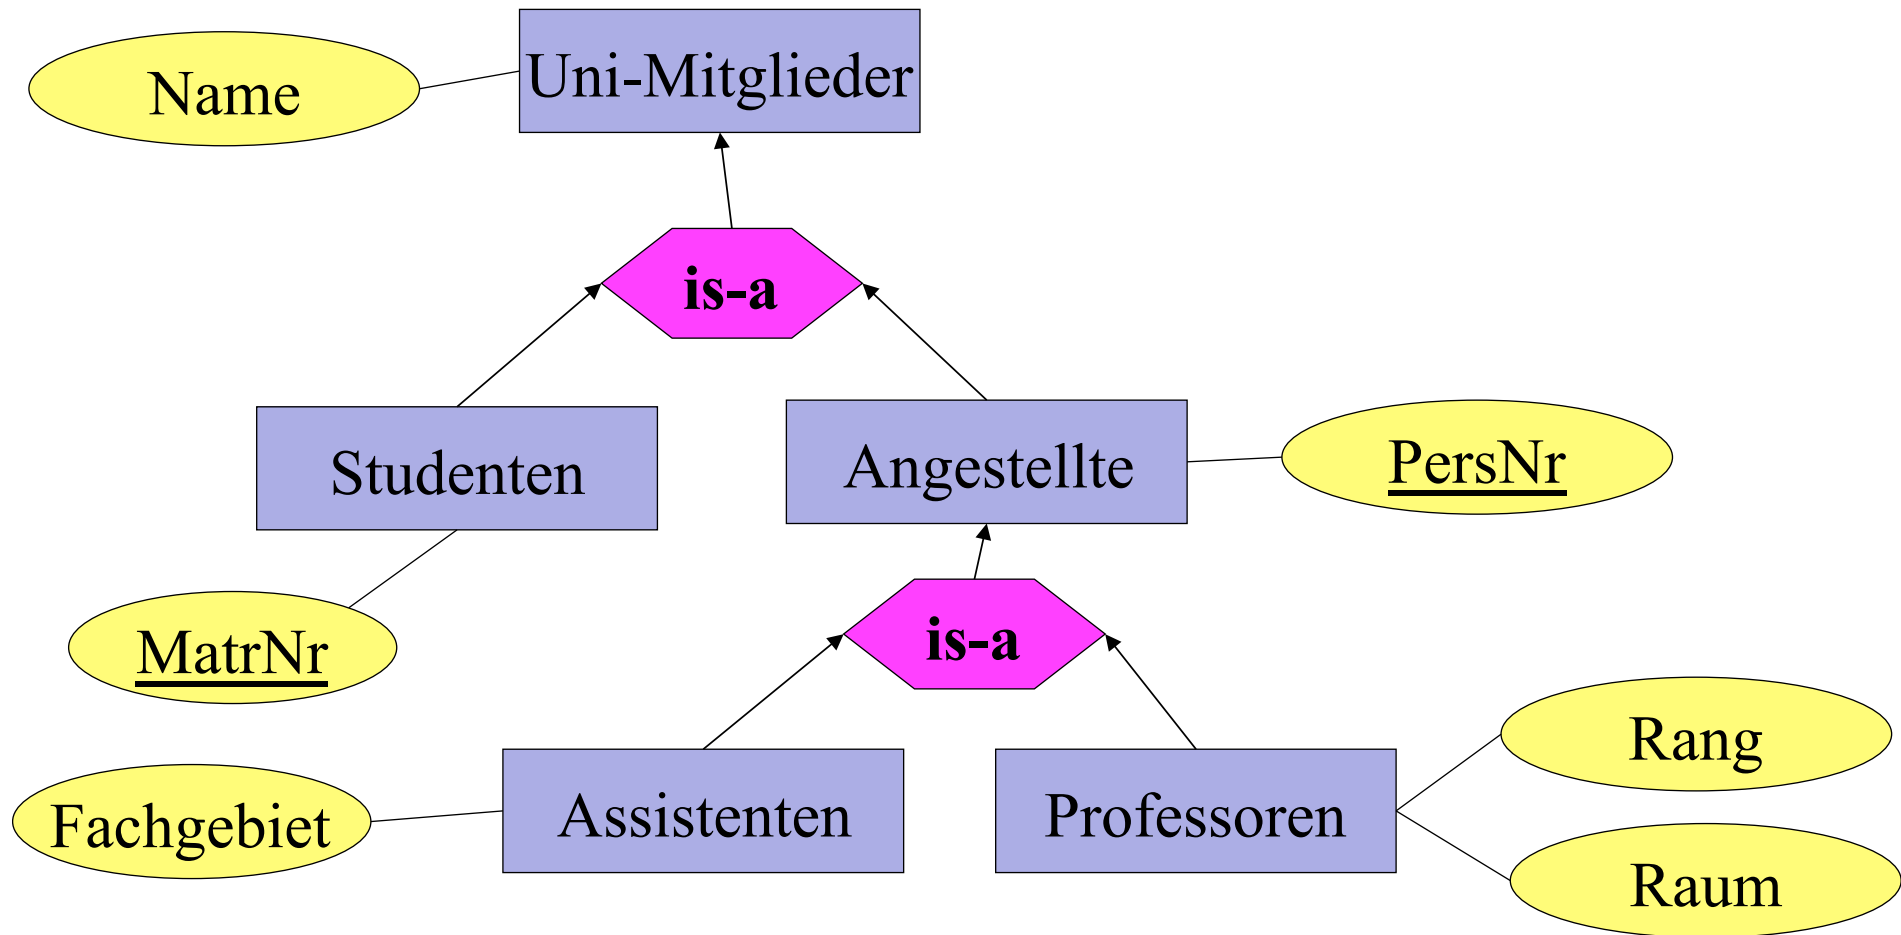 Uni-Mitglieder
Name
is-a
Studenten
Angestellte
PersNr
MatrNr
is-a
Rang
Fachgebiet
Assistenten
Professoren
Raum